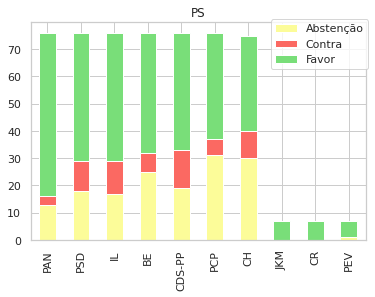 PS
Abstenção
Contra
Favor
70
60
50
40
30
20
10
0
PAN
PSD
IL
BE
CDS-PP
PCP
CH
JKM
CR
PEV